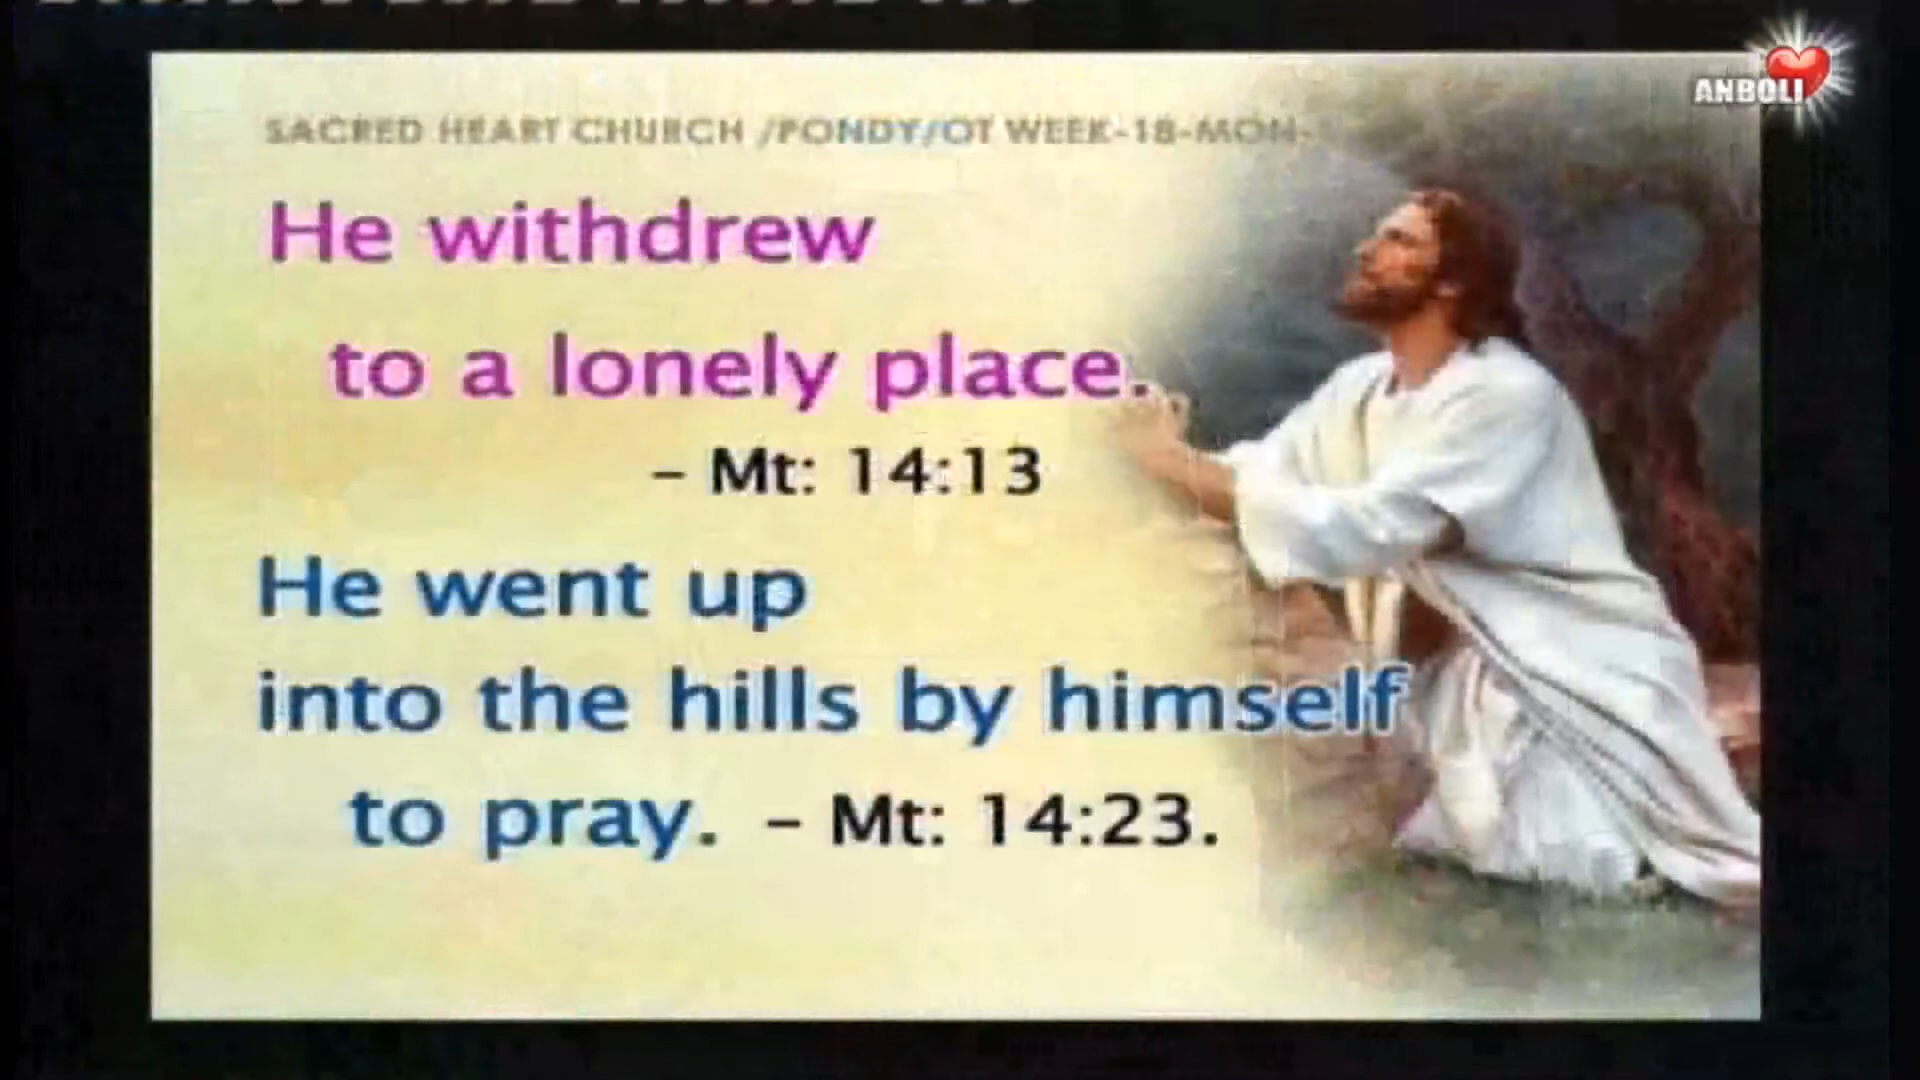 ANBOLI
SACRED HEART CHURCH /PONDY/OT WEEK-18-MON-
He withdrew
to a lonely place.
– Mt: 14:13
He went up
into the hills by himself
to pray. – Mt: 14:23.